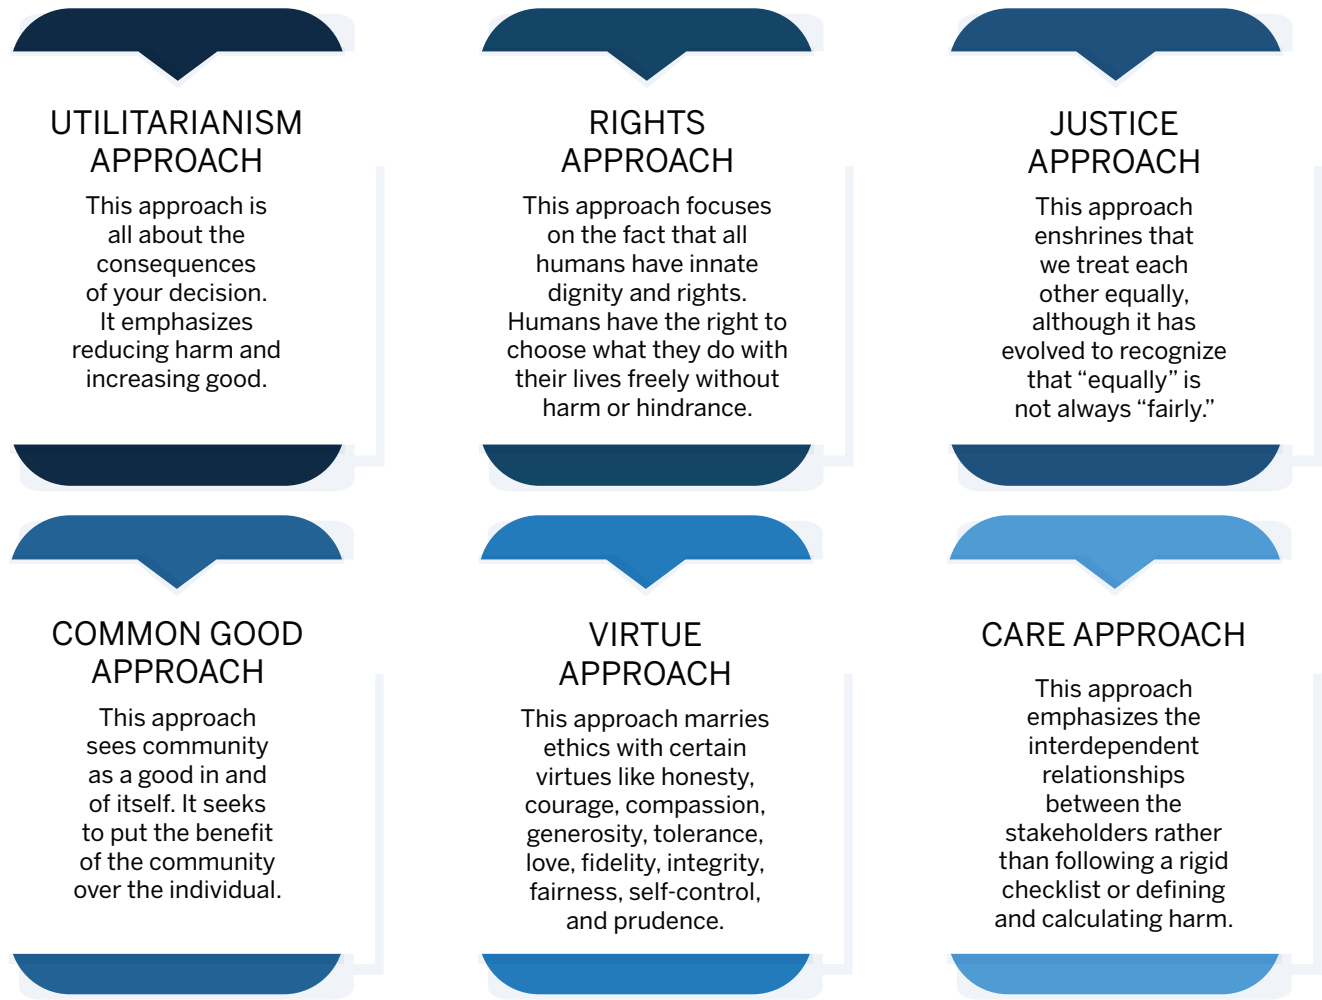 UTILITARIANISM
APPROACH
This approach is
all about the
consequences
of your decision.
It emphasizes
reducing harm and
increasing good.
RIGHTS
APPROACH
This approach focuses
on the fact that all
humans have innate
dignity and rights.
Humans have the right to
choose what they do with
their lives freely without
harm or hindrance.
JUSTICE
APPROACH
This approach
enshrines that
we treat each
other equally,
although it has
evolved to recognize
that “equally” is
not always “fairly.”
COMMON GOOD
APPROACH
This approach
sees community
as a good in and
of itself. It seeks
to put the benefit
of the community
over the individual.
VIRTUE
APPROACH
This approach marries
ethics with certain
virtues like honesty,
courage, compassion,
generosity, tolerance,
love, fidelity, integrity,
fairness, self-control,
and prudence.
CARE APPROACH
This approach
emphasizes the
interdependent
relationships
between the
stakeholders rather
than following a rigid
checklist or defining
and calculating harm.